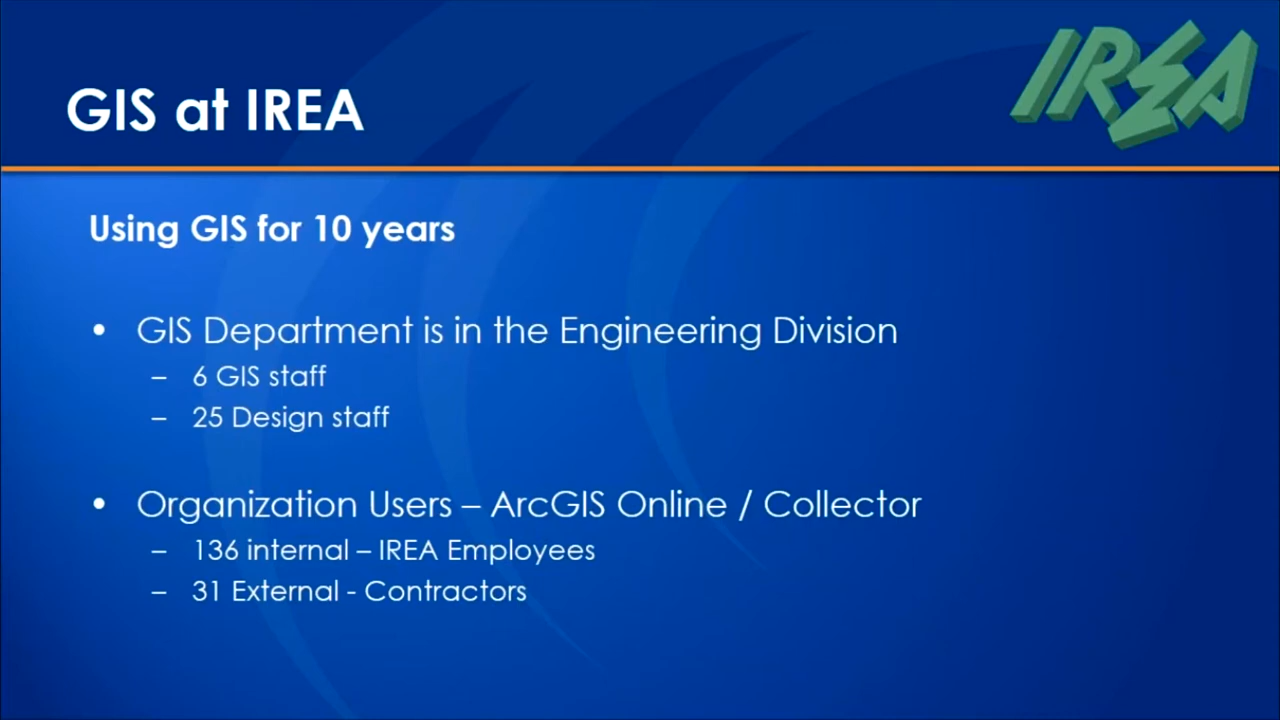 IREA
GIS at IREA
Using GIS for 10 years
• GIS Department is in the Engineering Division
– 6 GIS staff
– 25 Design staff
• Organization Users – ArcGIS Online / Collector
– 136 internal – IREA Employees
– 31 External - Contractors